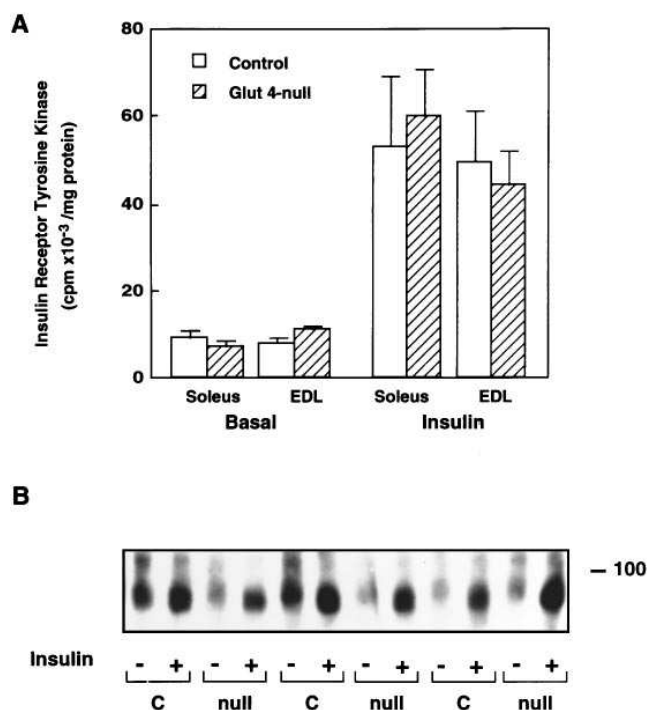 A
Insulin Receptor Tyrosine Kinase
(cpm x10⁻³ /mg protein)
80
60
40
20
0
Control
Glut 4-null
Soleus EDL Soleus EDL
Basal Insulin
B
– 100
Insulin - + - + - + - + - + - +
C null C null C null